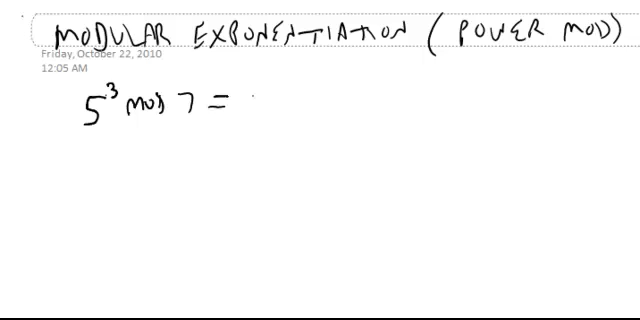 MODULAR EXPONENTIATION ( POWER MOD)
Friday, October 22, 2010
12:05 AM
5³ mod 7 =